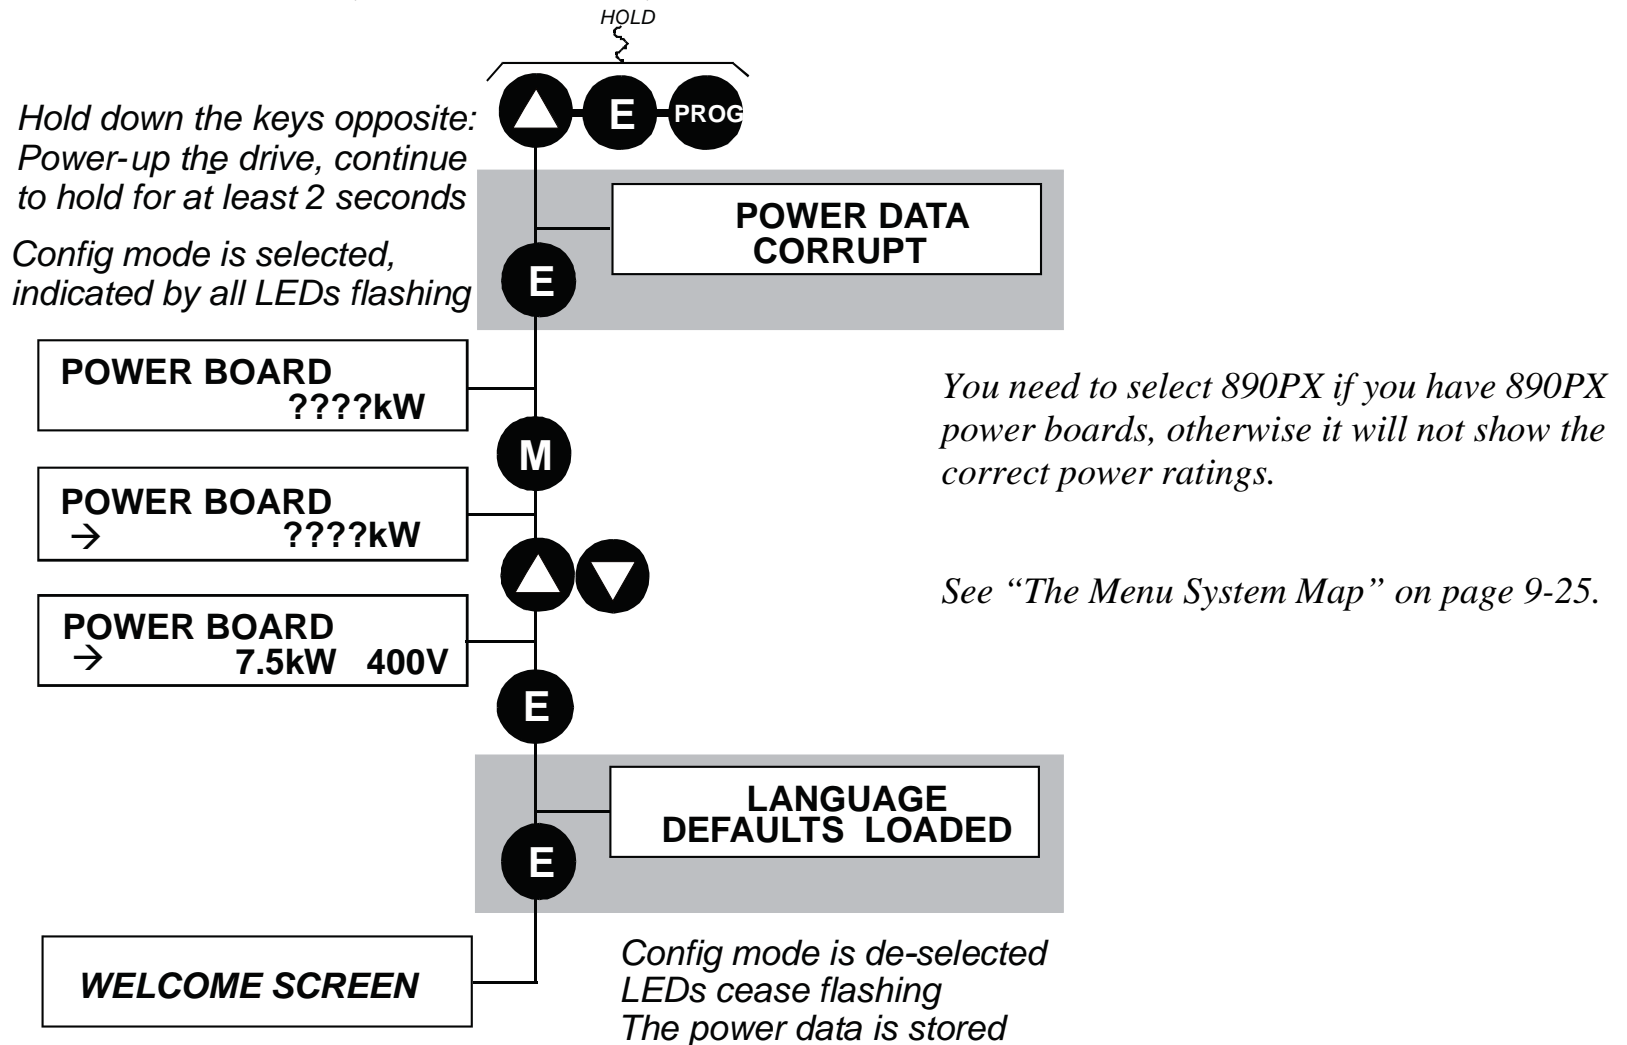 HOLD
E
PROG
Hold down the keys opposite:
Power-up the drive, continue
to hold for at least 2 seconds
POWER DATA
CORRUPT
Config mode is selected,
indicated by all LEDs flashing
E
POWER BOARD
????kW
You need to select 890PX if you have 890PX
power boards, otherwise it will not show the
correct power ratings.
M
POWER BOARD
→ ????kW
See “The Menu System Map” on page 9-25.
POWER BOARD
→ 7.5kW 400V
E
LANGUAGE
DEFAULTS LOADED
E
WELCOME SCREEN
Config mode is de-selected
LEDs cease flashing
The power data is stored